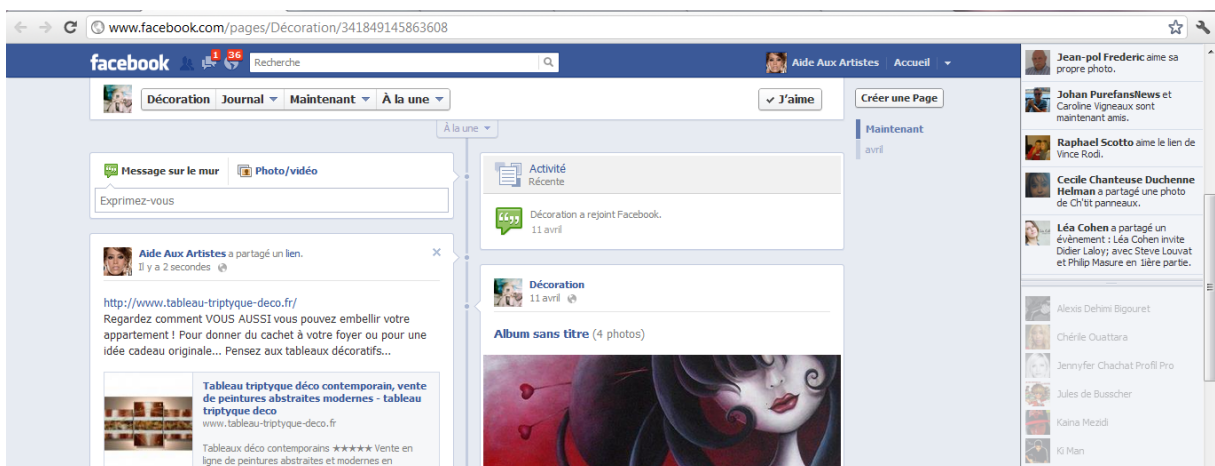 www.facebook.com/pages/Décoration/341849145863608
facebook
1
36
Recherche
Aide Aux Artistes Accueil
Décoration Journal Maintenant À la une
J'aime
Créer une Page
À la une
Maintenant
avril
Message sur le mur Photo/vidéo
Exprimez-vous
Aide Aux Artistes a partagé un lien.
Il y a 2 secondes
http://www.tableau-triptyque-deco.fr/
Regardez comment VOUS AUSSI vous pouvez embellir votre
appartement ! Pour donner du cachet à votre foyer ou pour une
idée cadeau originale... Pensez aux tableaux décoratifs...
Tableau triptyque déco contemporain, vente
de peintures abstraites modernes - tableau
triptyque deco
www.tableau-triptyque-deco.fr
Tableaux déco contemporains ★★★★★ Vente en
ligne de peintures abstraites et modernes en
Activité
Récente
Décoration a rejoint Facebook.
11 avril
Décoration
11 avril
Album sans titre (4 photos)
Jean-pol Frederic aime sa
propre photo.
Johan PurefansNews et
Caroline Vigneaux sont
maintenant amis.
Raphael Scotto aime le lien de
Vince Rodi.
Cecile Chanteuse Duchenne
Helman a partagé une photo
de Ch'tit panneaux.
Léa Cohen a partagé un
évènement : Léa Cohen invite
Didier Laloy; avec Steve Louvat
et Philip Masure en 1ière partie.
Alexis Dehimi Bigouret
Chérile Ouattara
Jennyfer Chachat Profil Pro
Jules de Busscher
Kaina Mezidi
Ki Man